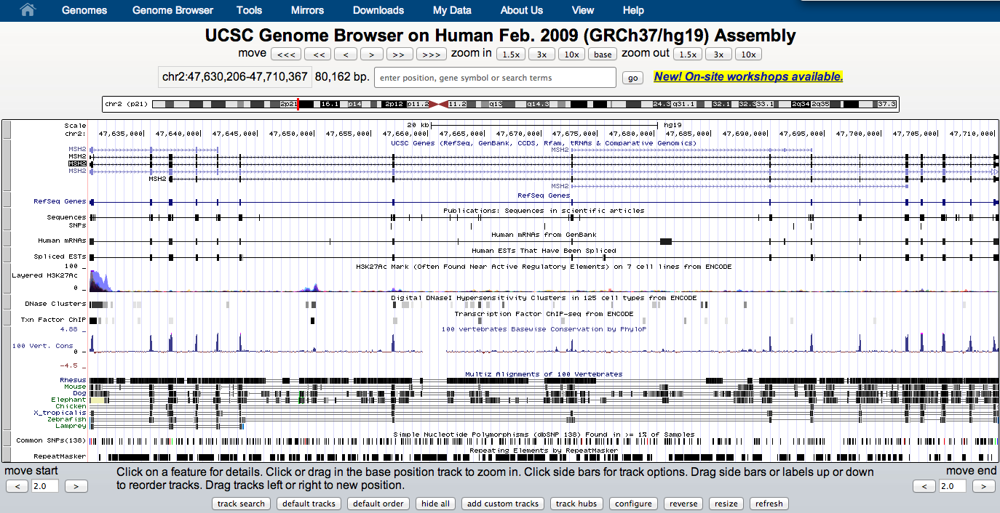 Genomes Genome Browser Tools Mirrors Downloads My Data About Us View Help
UCSC Genome Browser on Human Feb. 2009 (GRCh37/hg19) Assembly
move <<< << < > >> >>> zoom in 1.5x 3x 10x base zoom out 1.5x 3x 10x
chr2:47,630,206-47,710,367 80,162 bp. enter position, gene symbol or search terms go New! On-site workshops available.
chr2 (p21) 2p21 16.1 p14 2p12 p11.2 11.2 q13 q14.3 24.3 q31.1 32.1 32.3 33.1 2q34 2q35 37.3
Scale 20 kb hg19
chr2: 47,635,000 47,640,000 47,645,000 47,650,000 47,655,000 47,660,000 47,665,000 47,670,000 47,675,000 47,680,000 47,685,000 47,690,000 47,695,000 47,700,000 47,705,000 47,710,000
UCSC Genes (RefSeq, GenBank, CCDS, Rfam, tRNAs & Comparative Genomics)
MSH2 MSH2
MSH2
MSH2
MSH2
MSH2
MSH2
RefSeq Genes
RefSeq Genes
Publications: Sequences in scientific articles
Sequences
SNPs
Human mRNAs from GenBank
Human mRNAs
Human ESTs That Have Been Spliced
Spliced ESTs
100
H3K27Ac Mark (Often Found Near Active Regulatory Elements) on 7 cell lines from ENCODE
Layered H3K27Ac
0
Digital DNaseI Hypersensitivity Clusters in 125 cell types from ENCODE
DNase Clusters
Transcription Factor ChIP-seq from ENCODE
Txn Factor ChIP
4.88
100 vertebrates Basewise Conservation by PhyloP
100 Vert. Cons
0
-4.5
Multiz Alignments of 100 Vertebrates
Rhesus
Mouse
Dog
Elephant
Chicken
X_tropicalis
Zebrafish
Lamprey
Simple Nucleotide Polymorphisms (dbSNP 138) Found in >= 1% of Samples
Common SNPs(138)
Repeating Elements by RepeatMasker
RepeatMasker
move start
< 2.0 >
Click on a feature for details. Click or drag in the base position track to zoom in. Click side bars for track options. Drag side bars or labels up or down
to reorder tracks. Drag tracks left or right to new position.
move end
< 2.0 >
track search default tracks default order hide all add custom tracks track hubs configure reverse resize refresh